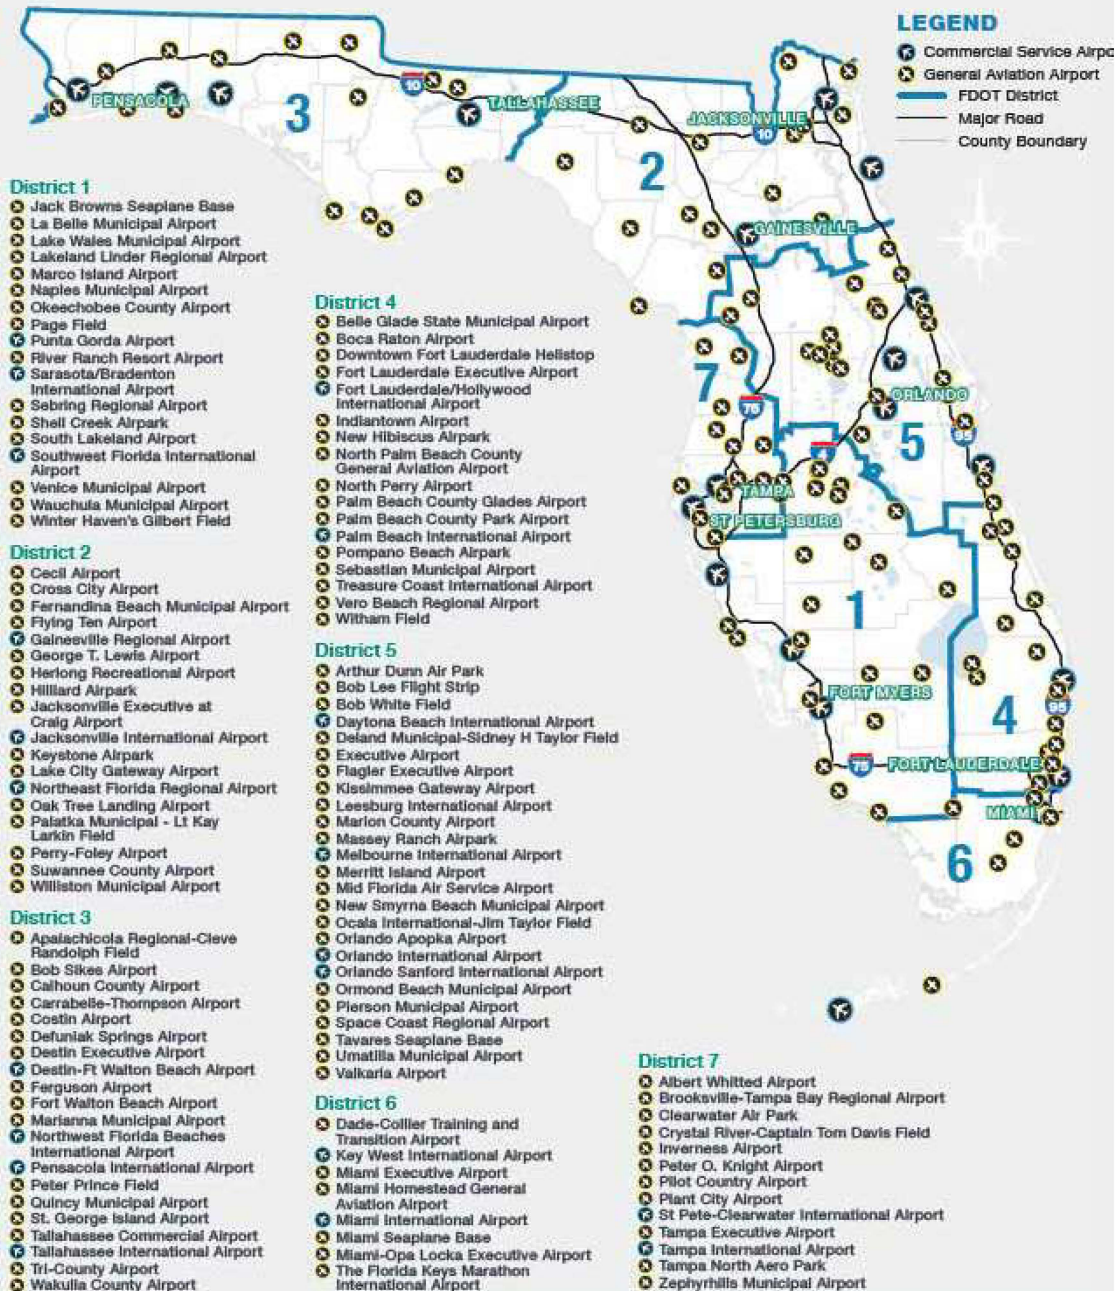 LEGEND
Commercial Service Airpo
General Aviation Airport
FDOT District
Major Road
County Boundary
PENSACOLA
3
10
TALLAHASSEE
JACKSONVILLE
10
2
GAINESVILLE
7
75
ORLANDO
95
5
4
TAMPA
ST PETERSBURG
1
FORT MYERS
4
95
75
FORT LAUDERDALE
MIAMI
6
District 1
Jack Browns Seaplane Base
La Belle Municipal Airport
Lake Wales Municipal Airport
Lakeland Linder Regional Airport
Marco Island Airport
Naples Municipal Airport
Okeechobee County Airport
Page Field
Punta Gorda Airport
River Ranch Resort Airport
Sarasota/Bradenton
International Airport
Sebring Regional Airport
Shell Creek Airpark
South Lakeland Airport
Southwest Florida International
Airport
Venice Municipal Airport
Wauchula Municipal Airport
Winter Haven's Gilbert Field
District 2
Cecil Airport
Cross City Airport
Fernandina Beach Municipal Airport
Flying Ten Airport
Gainesville Regional Airport
George T. Lewis Airport
Herlong Recreational Airport
Hilliard Airpark
Jacksonville Executive at
Craig Airport
Jacksonville International Airport
Keystone Airpark
Lake City Gateway Airport
Northeast Florida Regional Airport
Oak Tree Landing Airport
Palatka Municipal - Lt Kay
Larkin Field
Perry-Foley Airport
Suwannee County Airport
Williston Municipal Airport
District 3
Apalachicola Regional-Cleve
Randolph Field
Bob Sikes Airport
Calhoun County Airport
Carrabelle-Thompson Airport
Costin Airport
Defuniak Springs Airport
Destin Executive Airport
Destin-Ft Walton Beach Airport
Ferguson Airport
Fort Walton Beach Airport
Marianna Municipal Airport
Northwest Florida Beaches
International Airport
Pensacola International Airport
Peter Prince Field
Quincy Municipal Airport
St. George Island Airport
Tallahassee Commercial Airport
Tallahassee International Airport
Tri-County Airport
Wakulla County Airport
District 4
Belle Glade State Municipal Airport
Boca Raton Airport
Downtown Fort Lauderdale Helistop
Fort Lauderdale Executive Airport
Fort Lauderdale/Hollywood
International Airport
Indiantown Airport
New Hibiscus Airpark
North Palm Beach County
General Aviation Airport
North Perry Airport
Palm Beach County Glades Airport
Palm Beach County Park Airport
Palm Beach International Airport
Pompano Beach Airpark
Sebastian Municipal Airport
Treasure Coast International Airport
Vero Beach Regional Airport
Witham Field
District 5
Arthur Dunn Air Park
Bob Lee Flight Strip
Bob White Field
Daytona Beach International Airport
Deland Municipal-Sidney H Taylor Field
Executive Airport
Flagler Executive Airport
Kissimmee Gateway Airport
Leesburg International Airport
Marion County Airport
Massey Ranch Airpark
Melbourne International Airport
Merritt Island Airport
Mid Florida Air Service Airport
New Smyrna Beach Municipal Airport
Ocala International-Jim Taylor Field
Orlando Apopka Airport
Orlando International Airport
Orlando Sanford International Airport
Ormond Beach Municipal Airport
Pierson Municipal Airport
Space Coast Regional Airport
Tavares Seaplane Base
Umatilla Municipal Airport
Valkaria Airport
District 6
Dade-Collier Training and
Transition Airport
Key West International Airport
Miami Executive Airport
Miami Homestead General
Aviation Airport
Miami International Airport
Miami Seaplane Base
Miami-Opa Locka Executive Airport
The Florida Keys Marathon
International Airport
District 7
Albert Whitted Airport
Brooksville-Tampa Bay Regional Airport
Clearwater Air Park
Crystal River-Captain Tom Davis Field
Inverness Airport
Peter O. Knight Airport
Pilot Country Airport
Plant City Airport
St Pete-Clearwater International Airport
Tampa Executive Airport
Tampa International Airport
Tampa North Aero Park
Zephyrhills Municipal Airport